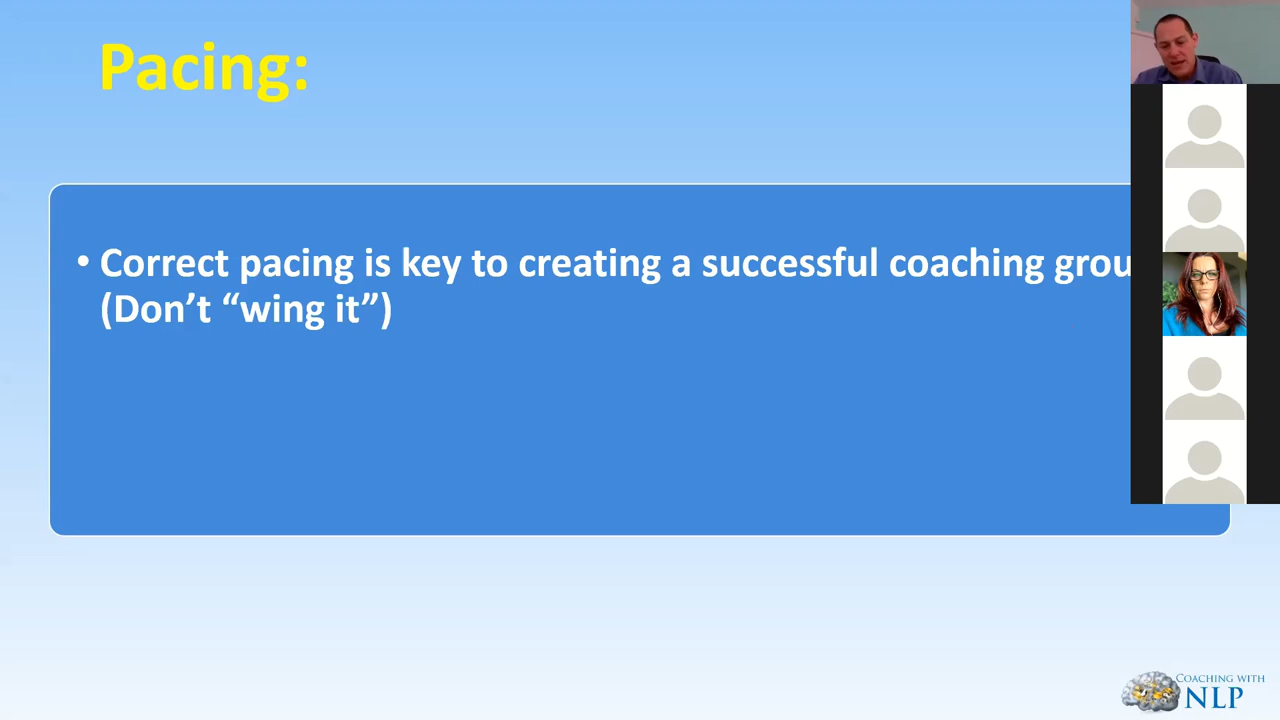 Pacing:
• Correct pacing is key to creating a successful coaching grou
(Don’t “wing it”)
COACHING WITH
NLP